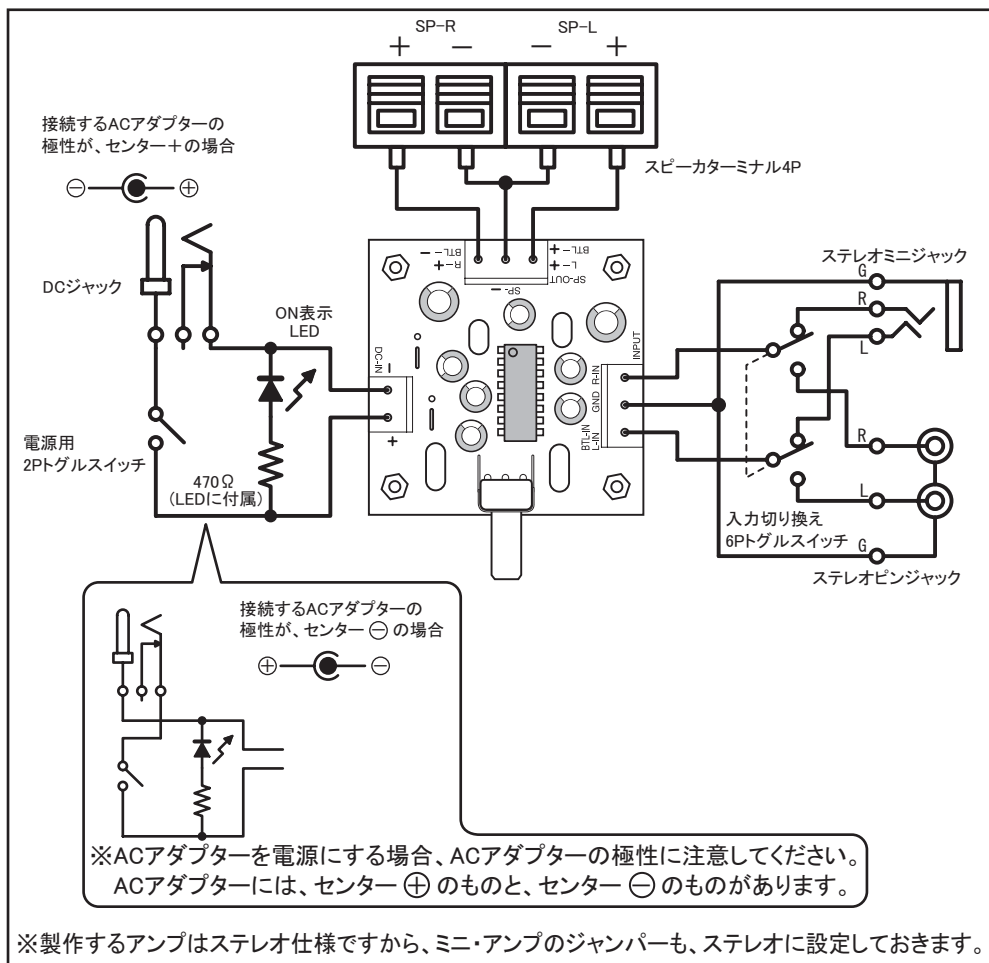 SP-R
SP-L
+ − − +
スピーカターミナル4P
接続するACアダプターの
極性が、センター+の場合
⊖ ⊕
DCジャック
ON表示
LED
電源用
2Pトグルスイッチ
470Ω
(LEDに付属)
DC-IN
−
+
BTL- −
R-+
SP- −
BTL- +
L-+
SP-OUT
INPUT
R-IN
GND
BTL-IN
L-IN
ステレオミニジャック
G
R
L
R
L
入力切り換え
6Pトグルスイッチ
G
ステレオピンジャック
接続するACアダプターの
極性が、センター ⊖ の場合
⊕ ⊖
※ACアダプターを電源にする場合、ACアダプターの極性に注意してください。
ACアダプターには、センター ⊕ のものと、センター ⊖ のものがあります。
※製作するアンプはステレオ仕様ですから、ミニ・アンプのジャンパーも、ステレオに設定しておきます。